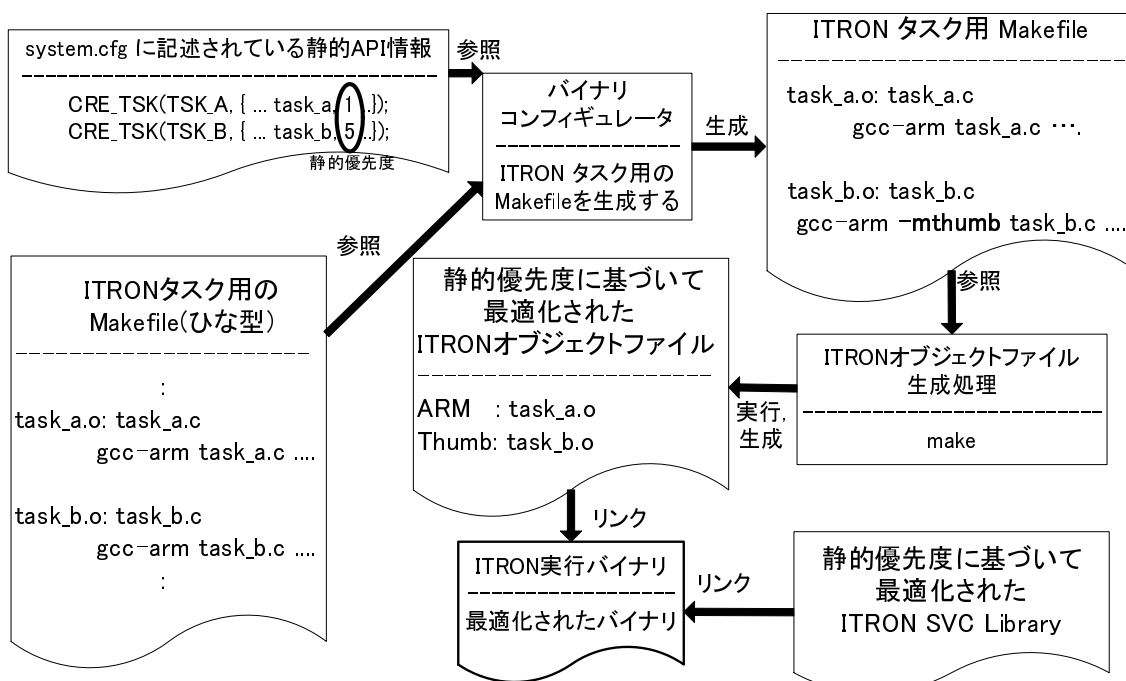 system.cfg に記述されている静的API情報
CRE_TSK(TSK_A, { ... task_a, 1 ..});
CRE_TSK(TSK_B, { ... task_b, 5 ..});
静的優先度
参照
バイナリ
コンフィギュレータ
ITRON タスク用の
Makefileを生成する
生成
ITRON タスク用 Makefile
task_a.o: task_a.c
gcc-arm task_a.c ….
task_b.o: task_b.c
gcc-arm -mthumb task_b.c ....
参照
ITRONタスク用の
Makefile(ひな型)
:
task_a.o: task_a.c
gcc-arm task_a.c ....
task_b.o: task_b.c
gcc-arm task_b.c ....
:
参照
静的優先度に基づいて
最適化された
ITRONオブジェクトファイル
ARM : task_a.o
Thumb: task_b.o
実行,
生成
ITRONオブジェクトファイル
生成処理
make
リンク
ITRON実行バイナリ
最適化されたバイナリ
リンク
静的優先度に基づいて
最適化された
ITRON SVC Library